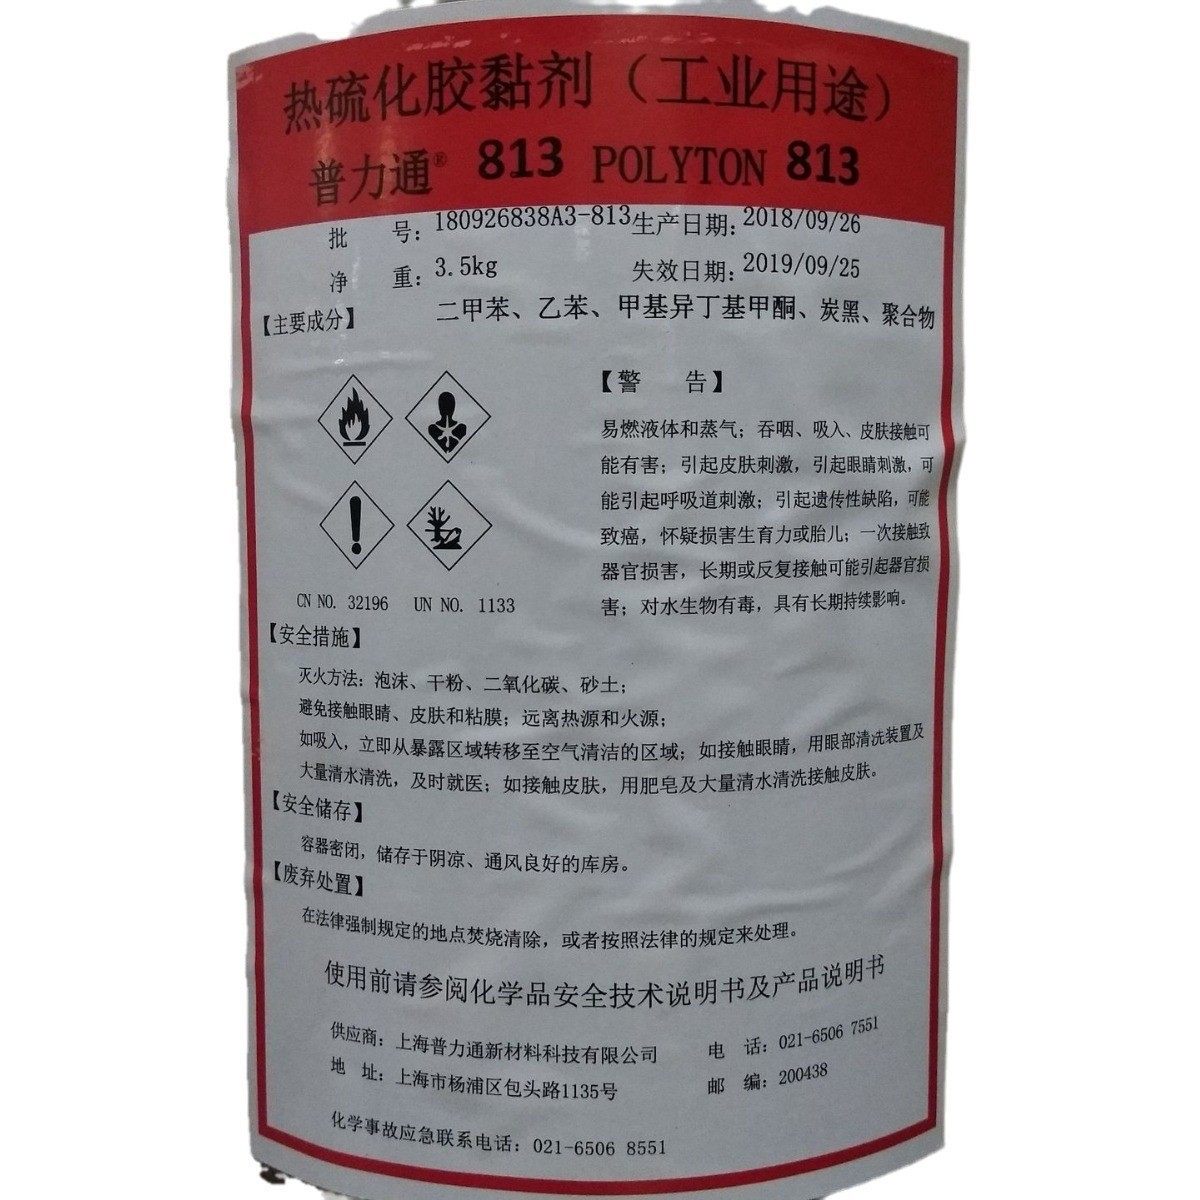 热硫化胶黏剂（工业用途）
普力通® 813 POLYTON 813
批 号：180926838A3-813 生产日期：2018/09/26
净 重：3.5kg 失效日期：2019/09/25
【主要成分】 二甲苯、乙苯、甲基异丁基甲酮、炭黑、聚合物
【警 告】
易燃液体和蒸气；吞咽、吸入、皮肤接触可
能有害；引起皮肤刺激，引起眼睛刺激，可
能引起呼吸道刺激；引起遗传性缺陷，可能
致癌，怀疑损害生育力或胎儿；一次接触致
器官损害，长期或反复接触可能引起器官损
害；对水生物有毒，具有长期持续影响。
CN NO. 32196 UN NO. 1133
【安全措施】
灭火方法：泡沫、干粉、二氧化碳、砂土；
避免接触眼睛、皮肤和粘膜；远离热源和火源；
如吸入，立即从暴露区域转移至空气清洁的区域；如接触眼睛，用眼部清洗装置及
大量清水清洗，及时就医；如接触皮肤，用肥皂及大量清水清洗接触皮肤。
【安全储存】
容器密闭，储存于阴凉、通风良好的库房。
【废弃处置】
在法律强制规定的地点焚烧清除，或者按照法律的规定来处理。
使用前请参阅化学品安全技术说明书及产品说明书
供应商：上海普力通新材料科技有限公司 电 话：021-6506 7551
地 址：上海市杨浦区包头路1135号 邮 编：200438
化学事故应急联系电话：021-6506 8551